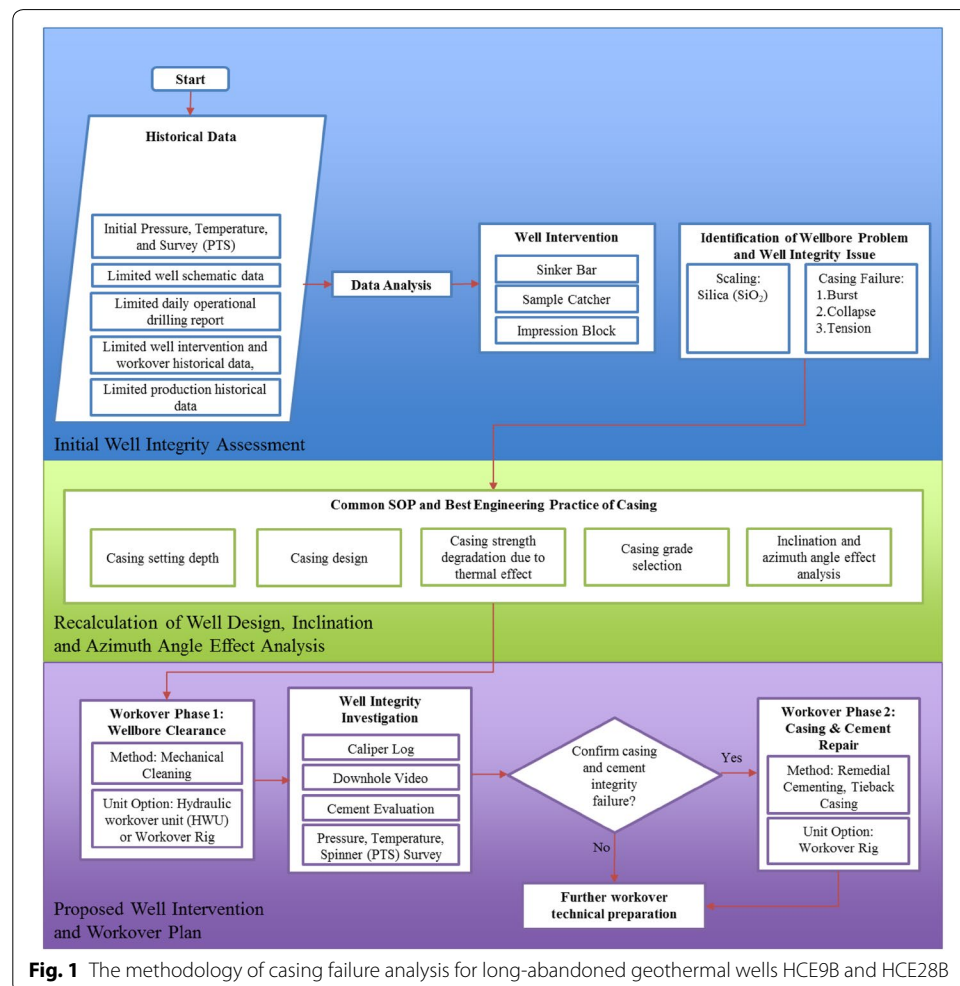 Start
Historical Data
Initial Pressure, Temperature,
and Survey (PTS)
Limited well schematic data
Limited daily operational
drilling report
Limited well intervention and
workover historical data,
Limited production historical
data
Data Analysis
Well Intervention
Sinker Bar
Sample Catcher
Impression Block
Identification of Wellbore Problem
and Well Integrity Issue
Scaling:
Silica (SiO₂)
Casing Failure:
1.Burst
2.Collapse
3.Tension
Initial Well Integrity Assessment
Common SOP and Best Engineering Practice of Casing
Casing setting depth
Casing design
Casing strength
degradation due to
thermal effect
Casing grade
selection
Inclination and
azimuth angle effect
analysis
Recalculation of Well Design, Inclination
and Azimuth Angle Effect Analysis
Workover Phase 1:
Wellbore Clearance
Method: Mechanical
Cleaning
Unit Option: Hydraulic
workover unit (HWU)
or Workover Rig
Well Integrity
Investigation
Caliper Log
Downhole Video
Cement Evaluation
Pressure, Temperature,
Spinner (PTS) Survey
Confirm casing
and cement
integrity
failure?
Yes
No
Workover Phase 2:
Casing & Cement
Repair
Method: Remedial
Cementing, Tieback
Casing
Unit Option:
Workover Rig
Further workover
technical preparation
Proposed Well Intervention
and Workover Plan
Fig. 1 The methodology of casing failure analysis for long-abandoned geothermal wells HCE9B and HCE28B